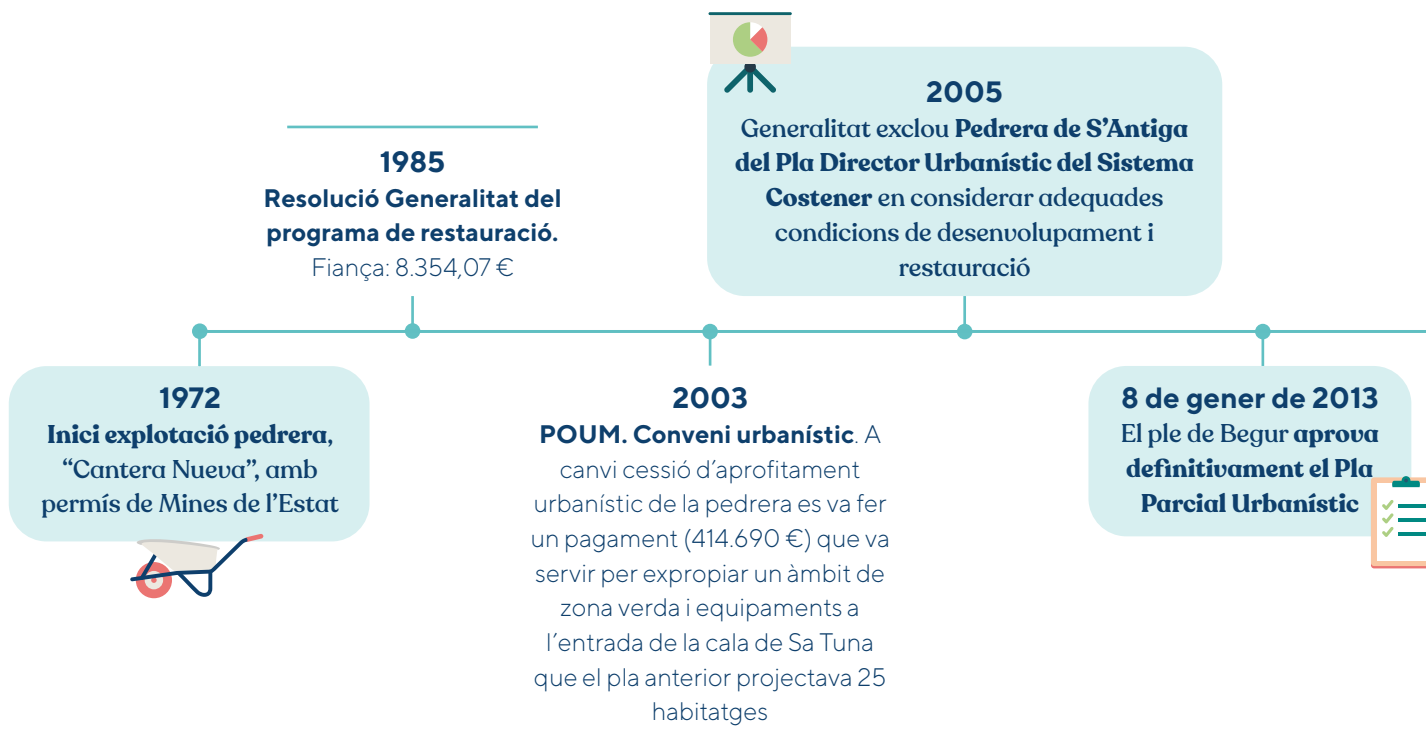 1972
Inici explotació pedrera,
“Cantera Nueva”, amb
permís de Mines de l’Estat
1985
Resolució Generalitat del
programa de restauració.
Fiança: 8.354,07 €
2003
POUM. Conveni urbanístic. A
canvi cessió d’aprofitament
urbanístic de la pedrera es va fer
un pagament (414.690 €) que va
servir per expropiar un àmbit de
zona verda i equipaments a
l’entrada de la cala de Sa Tuna
que el pla anterior projectava 25
habitatges
2005
Generalitat exclou Pedrera de S’Antiga
del Pla Director Urbanístic del Sistema
Costener en considerar adequades
condicions de desenvolupament i
restauració
8 de gener de 2013
El ple de Begur aprova
definitivament el Pla
Parcial Urbanístic